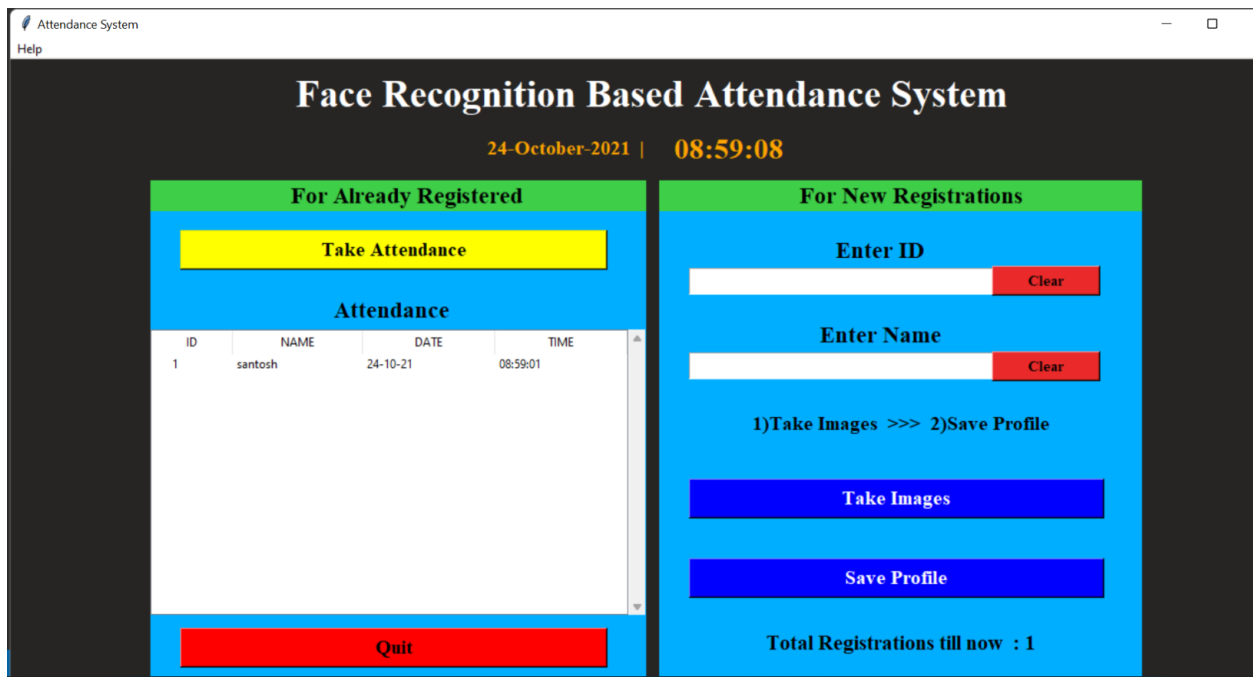 Attendance System
Help
Face Recognition Based Attendance System
24-October-2021 | 08:59:08
For Already Registered
Take Attendance
Attendance
ID NAME DATE TIME
1 santosh 24-10-21 08:59:01
Quit
For New Registrations
Enter ID
Clear
Enter Name
Clear
1)Take Images >>> 2)Save Profile
Take Images
Save Profile
Total Registrations till now : 1